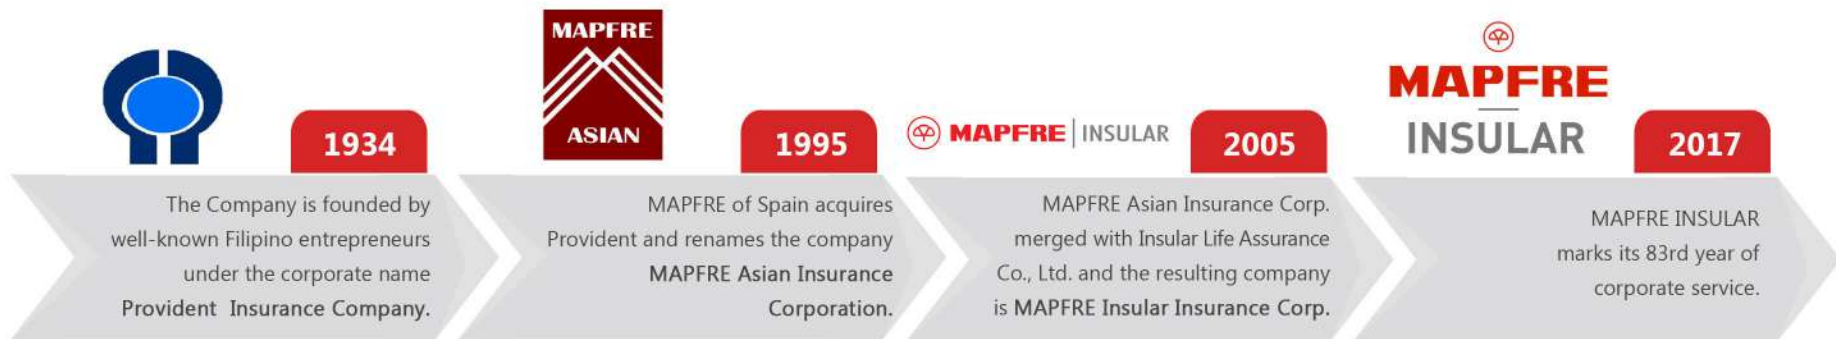 1934
The Company is founded by
well-known Filipino entrepreneurs
under the corporate name
Provident Insurance Company.
MAPFRE
ASIAN
1995
MAPFRE of Spain acquires
Provident and renames the company
MAPFRE Asian Insurance
Corporation.
MAPFRE | INSULAR
2005
MAPFRE Asian Insurance Corp.
merged with Insular Life Assurance
Co., Ltd. and the resulting company
is MAPFRE Insular Insurance Corp.
MAPFRE
INSULAR
2017
MAPFRE INSULAR
marks its 83rd year of
corporate service.